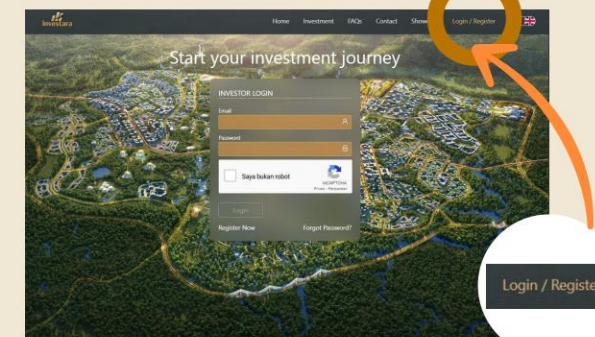 Investara
Home Investment FAQs Contact Show Login / Register
Start your investment journey
INVESTOR LOGIN
Email
Password
Saya bukan robot
reCAPTCHA
Login
Register Now Forgot Password?
Login / Registe